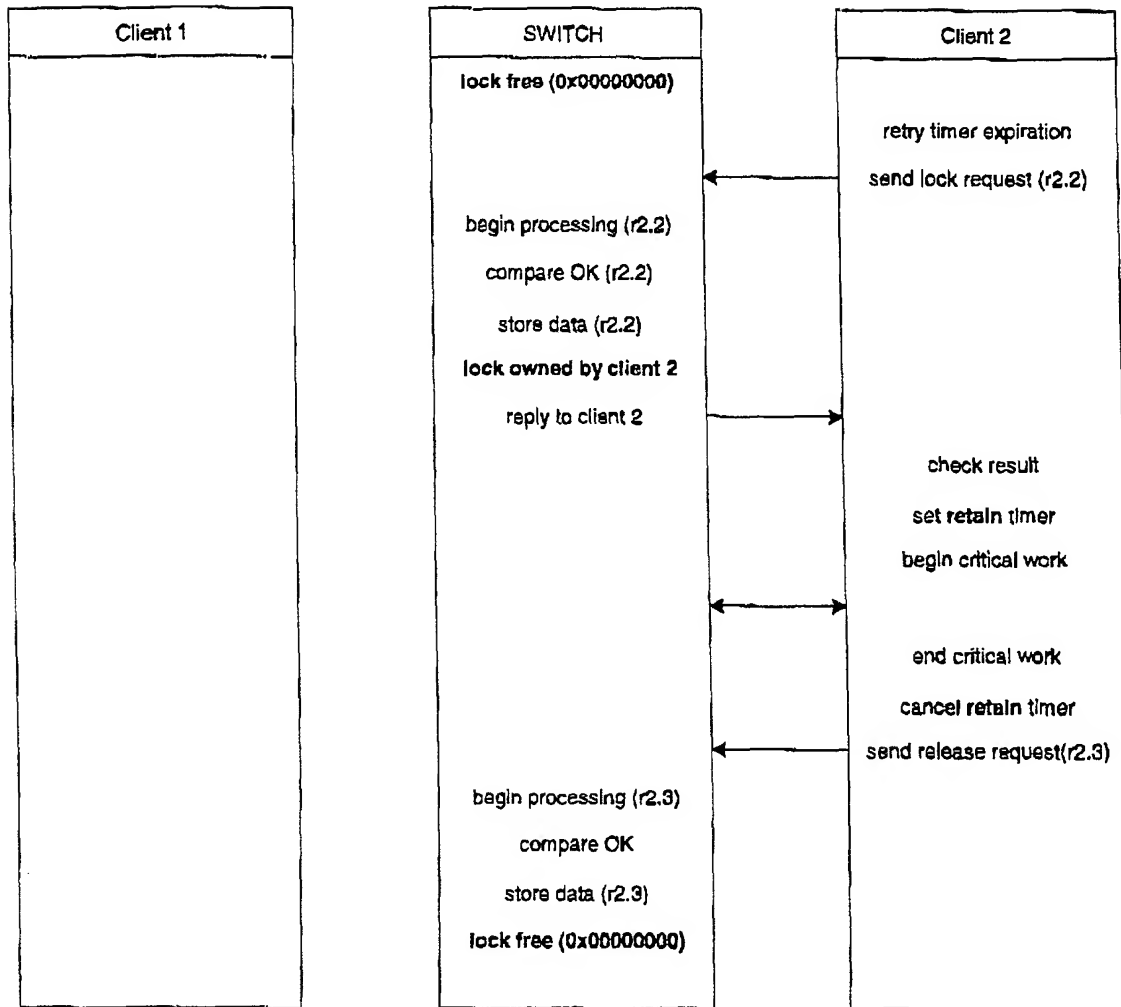 Client 1
SWITCH
Client 2
lock free (0x00000000)
retry timer expiration
send lock request (r2.2)
begin processing (r2.2)
compare OK (r2.2)
store data (r2.2)
lock owned by client 2
reply to client 2
check result
set retain timer
begin critical work
end critical work
cancel retain timer
send release request(r2.3)
begin processing (r2.3)
compare OK
store data (r2.3)
lock free (0x00000000)